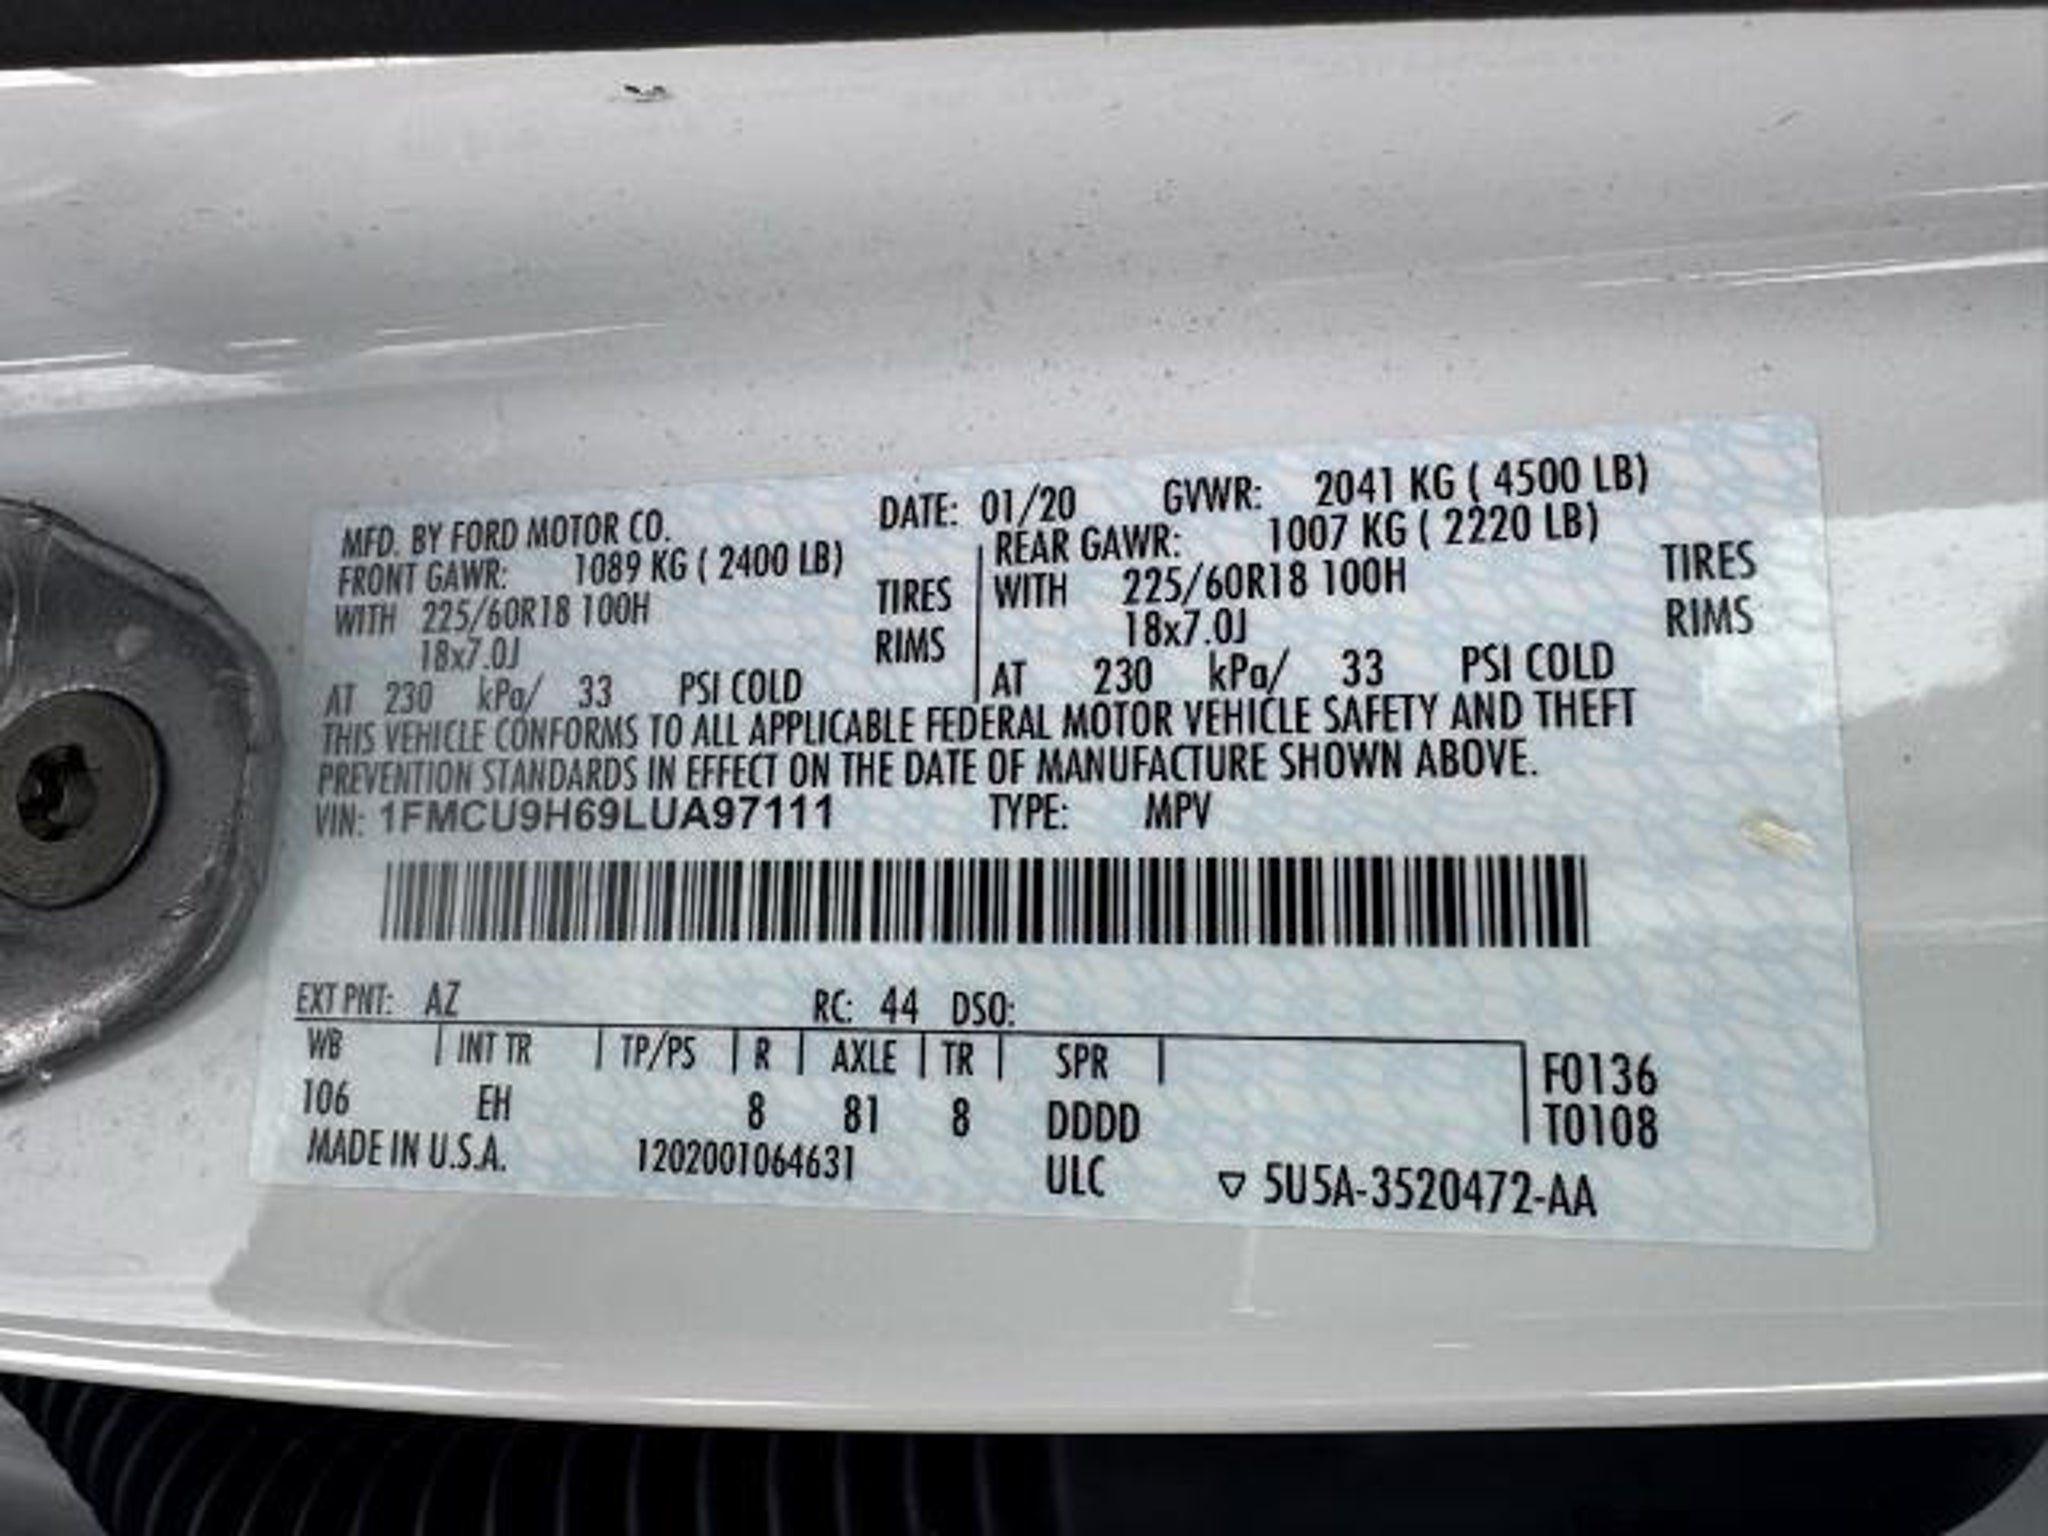 MFD. BY FORD MOTOR CO. DATE: 01/20 GVWR: 2041 KG ( 4500 LB)
FRONT GAWR: 1089 KG ( 2400 LB) REAR GAWR: 1007 KG ( 2220 LB)
WITH 225/60R18 100H TIRES WITH 225/60R18 100H TIRES
18x7.0J RIMS 18x7.0J RIMS
AT 230 kPa/ 33 PSI COLD AT 230 kPa/ 33 PSI COLD
THIS VEHICLE CONFORMS TO ALL APPLICABLE FEDERAL MOTOR VEHICLE SAFETY AND THEFT
PREVENTION STANDARDS IN EFFECT ON THE DATE OF MANUFACTURE SHOWN ABOVE.
VIN: 1FMCU9H69LUA97111 TYPE: MPV
EXT PNT: AZ RC: 44 DSO:
WB INT TR TP/PS R AXLE TR SPR F0136
106 EH 8 81 8 DDDD T0108
MADE IN U.S.A. 1202001064631 ULC 5U5A-3520472-AA